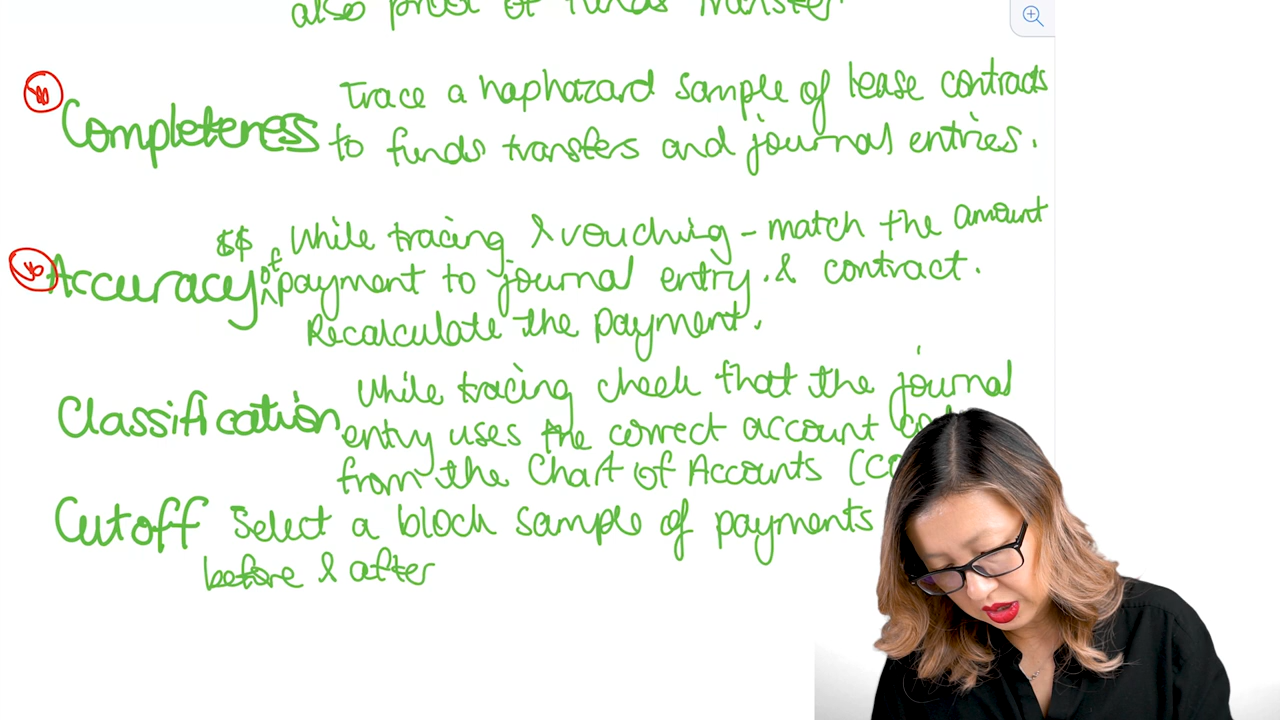 also proof of funds transfer.
Completeness Trace a haphazard sample of lease contracts
to funds transfers and journal entries.
Accuracy $$ of While tracing & vouching - match the amount
payment to journal entry & contract.
Recalculate the payment.
Classification While tracing check that the journal
entry uses the correct account
from the Chart of Accounts
Cutoff Select a block sample of payments
before & after